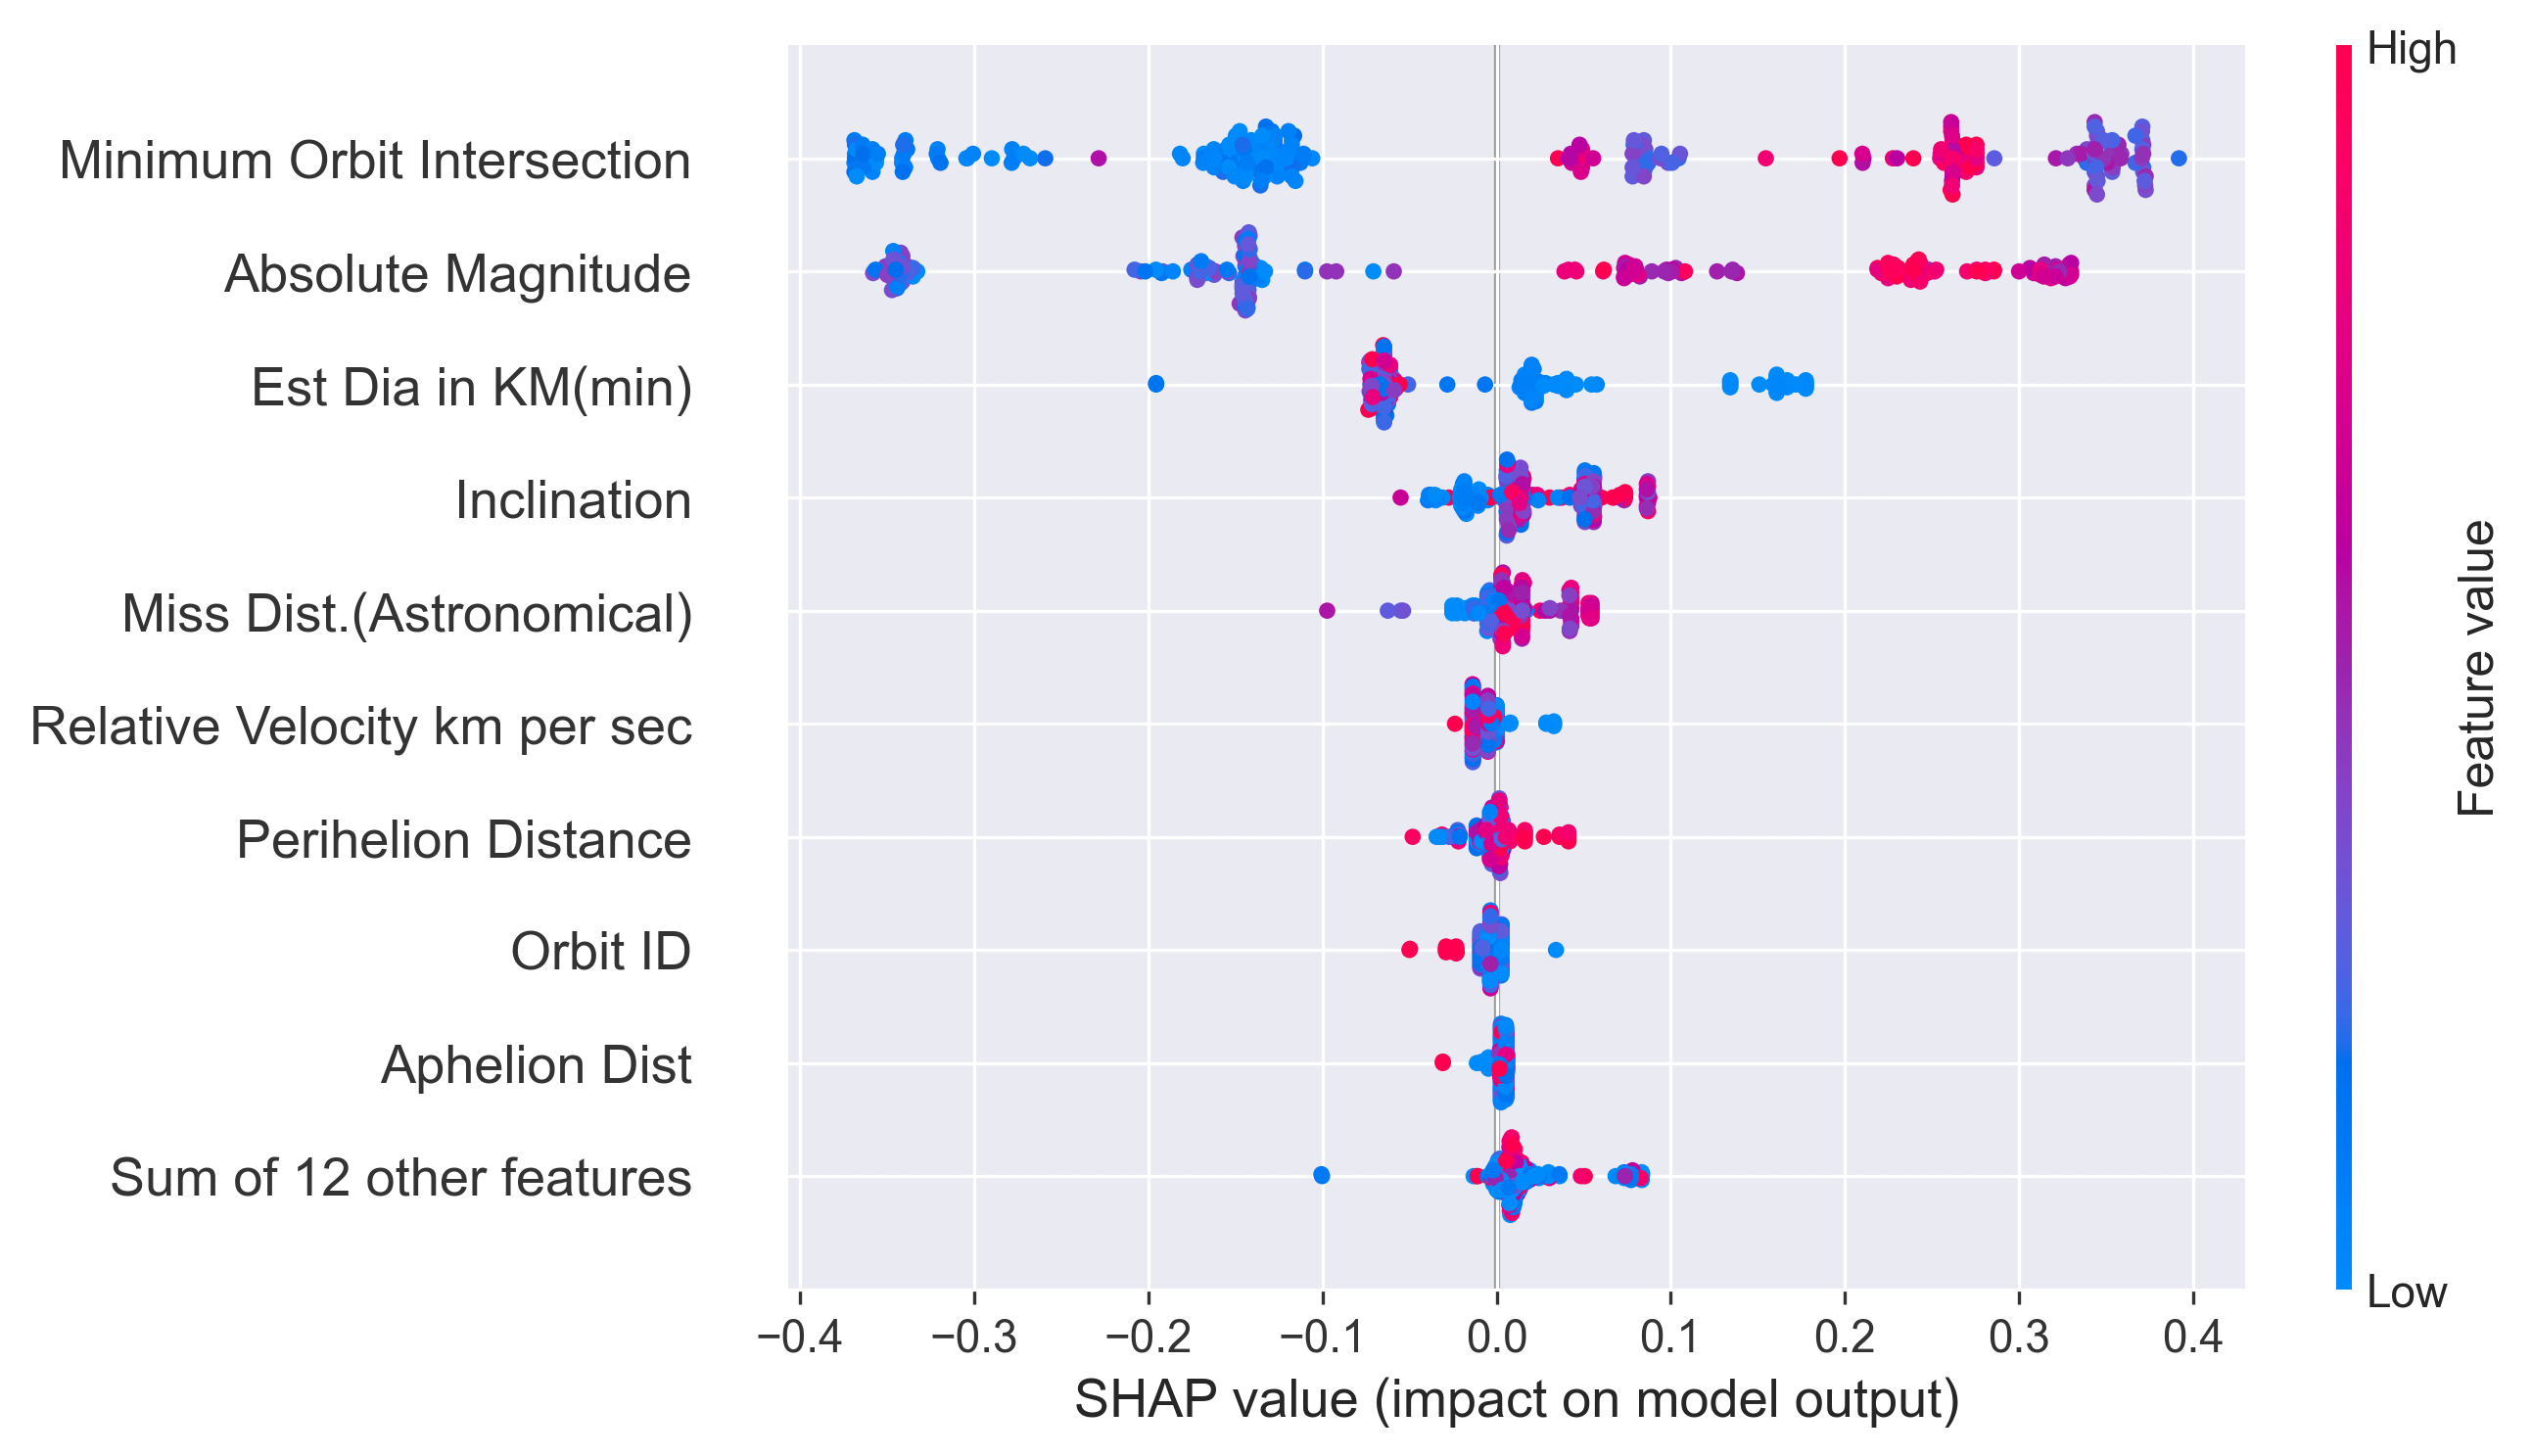 High
Minimum Orbit Intersection
Absolute Magnitude
Est Dia in KM(min)
Inclination
Miss Dist.(Astronomical)
Relative Velocity km per sec
Perihelion Distance
Orbit ID
Aphelion Dist
Sum of 12 other features
Feature value
Low
−0.4 −0.3 −0.2 −0.1 0.0 0.1 0.2 0.3 0.4
SHAP value (impact on model output)